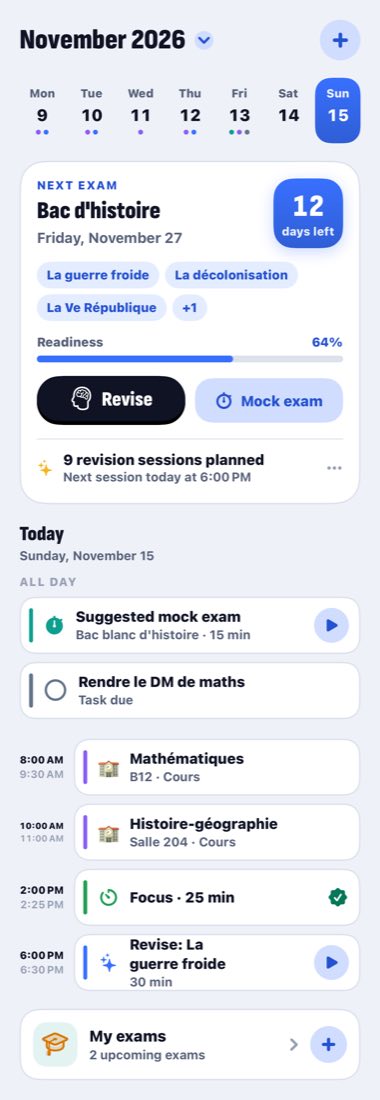 November 2026
Mon Tue Wed Thu Fri Sat Sun
9 10 11 12 13 14 15
NEXT EXAM
Bac d'histoire
Friday, November 27
12
days left
La guerre froide La décolonisation
La Ve République +1
Readiness 64%
Revise Mock exam
9 revision sessions planned
Next session today at 6:00 PM
Today
Sunday, November 15
ALL DAY
Suggested mock exam
Bac blanc d'histoire · 15 min
Rendre le DM de maths
Task due
8:00 AM
9:30 AM
Mathématiques
B12 · Cours
10:00 AM
11:00 AM
Histoire-géographie
Salle 204 · Cours
2:00 PM
2:25 PM
Focus · 25 min
6:00 PM
6:30 PM
Revise: La
guerre froide
30 min
My exams
2 upcoming exams